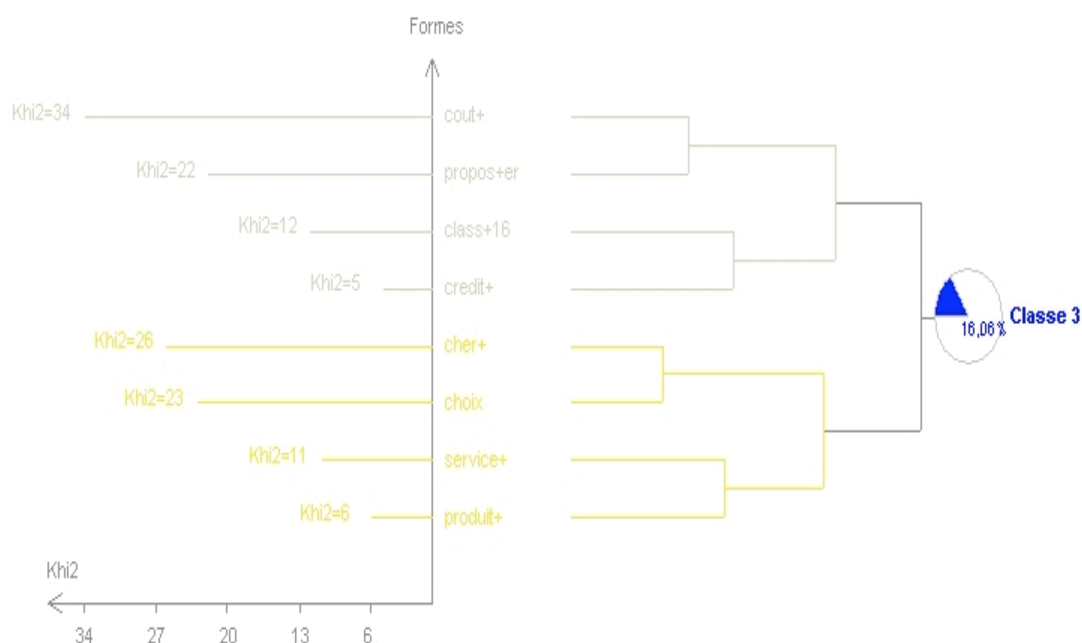 Formes
Khi2=34 cout+
Khi2=22 propos+er
Khi2=12 class+16
Khi2=5 credit+
Khi2=26 cher+
Khi2=23 choix
Khi2=11 service+
Khi2=6 produit+
16,06% Classe 3
Khi2
34 27 20 13 6